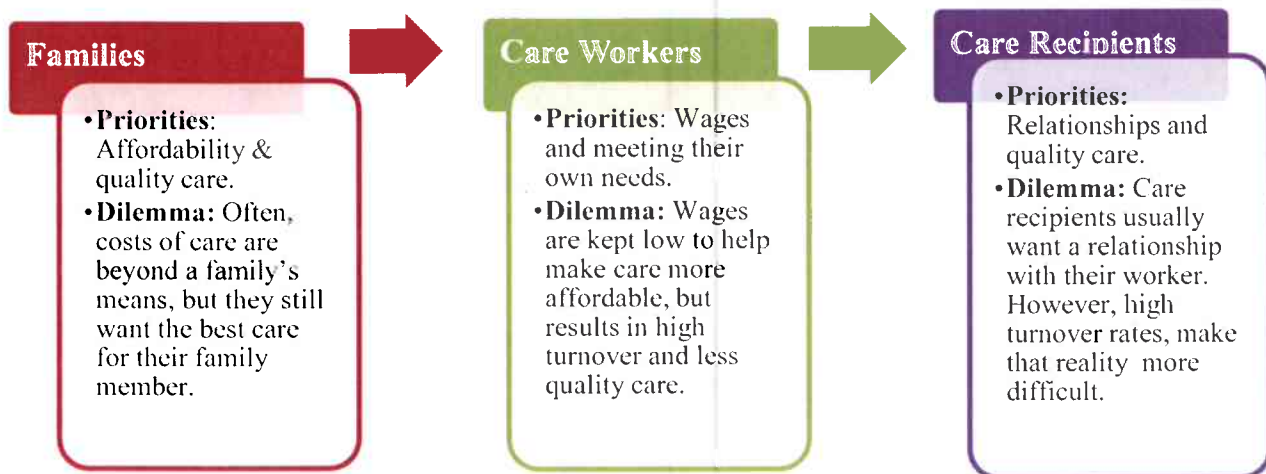 Families
•Priorities:
Affordability &
quality care.
•Dilemma: Often,
costs of care are
beyond a family's
means, but they still
want the best care
for their family
member.
Care Workers
•Priorities: Wages
and meeting their
own needs.
•Dilemma: Wages
are kept low to help
make care more
affordable, but
results in high
turnover and less
quality care.
Care Recipients
•Priorities:
Relationships and
quality care.
•Dilemma: Care
recipients usually
want a relationship
with their worker.
However, high
turnover rates, make
that reality more
difficult.